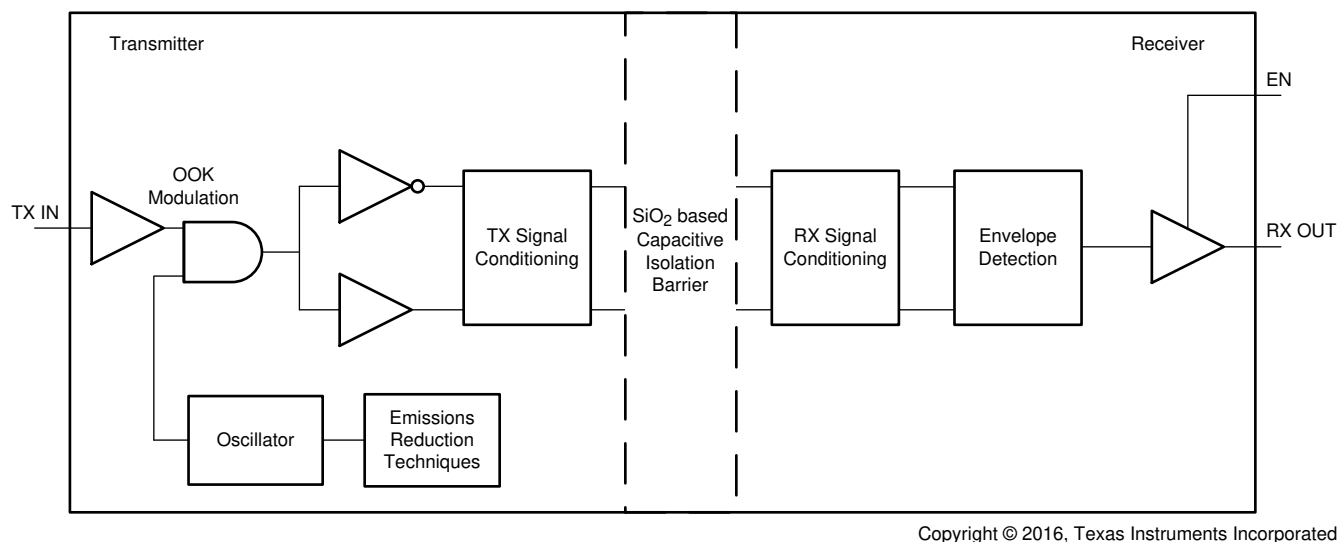 Transmitter
Receiver
EN
OOK
Modulation
TX IN
TX Signal
Conditioning
SiO2 based
Capacitive
Isolation
Barrier
RX Signal
Conditioning
Envelope
Detection
RX OUT
Oscillator
Emissions
Reduction
Techniques
Copyright © 2016, Texas Instruments Incorporated